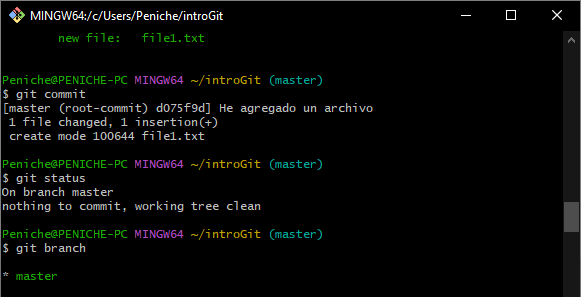 MINGW64:/c/Users/Peniche/introGit
new file:   file1.txt
Peniche@PENICHE-PC MINGW64 ~/introGit (master)
$ git commit
[master (root-commit) d075f9d] He agregado un archivo
 1 file changed, 1 insertion(+)
 create mode 100644 file1.txt
Peniche@PENICHE-PC MINGW64 ~/introGit (master)
$ git status
On branch master
nothing to commit, working tree clean
Peniche@PENICHE-PC MINGW64 ~/introGit (master)
$ git branch
* master